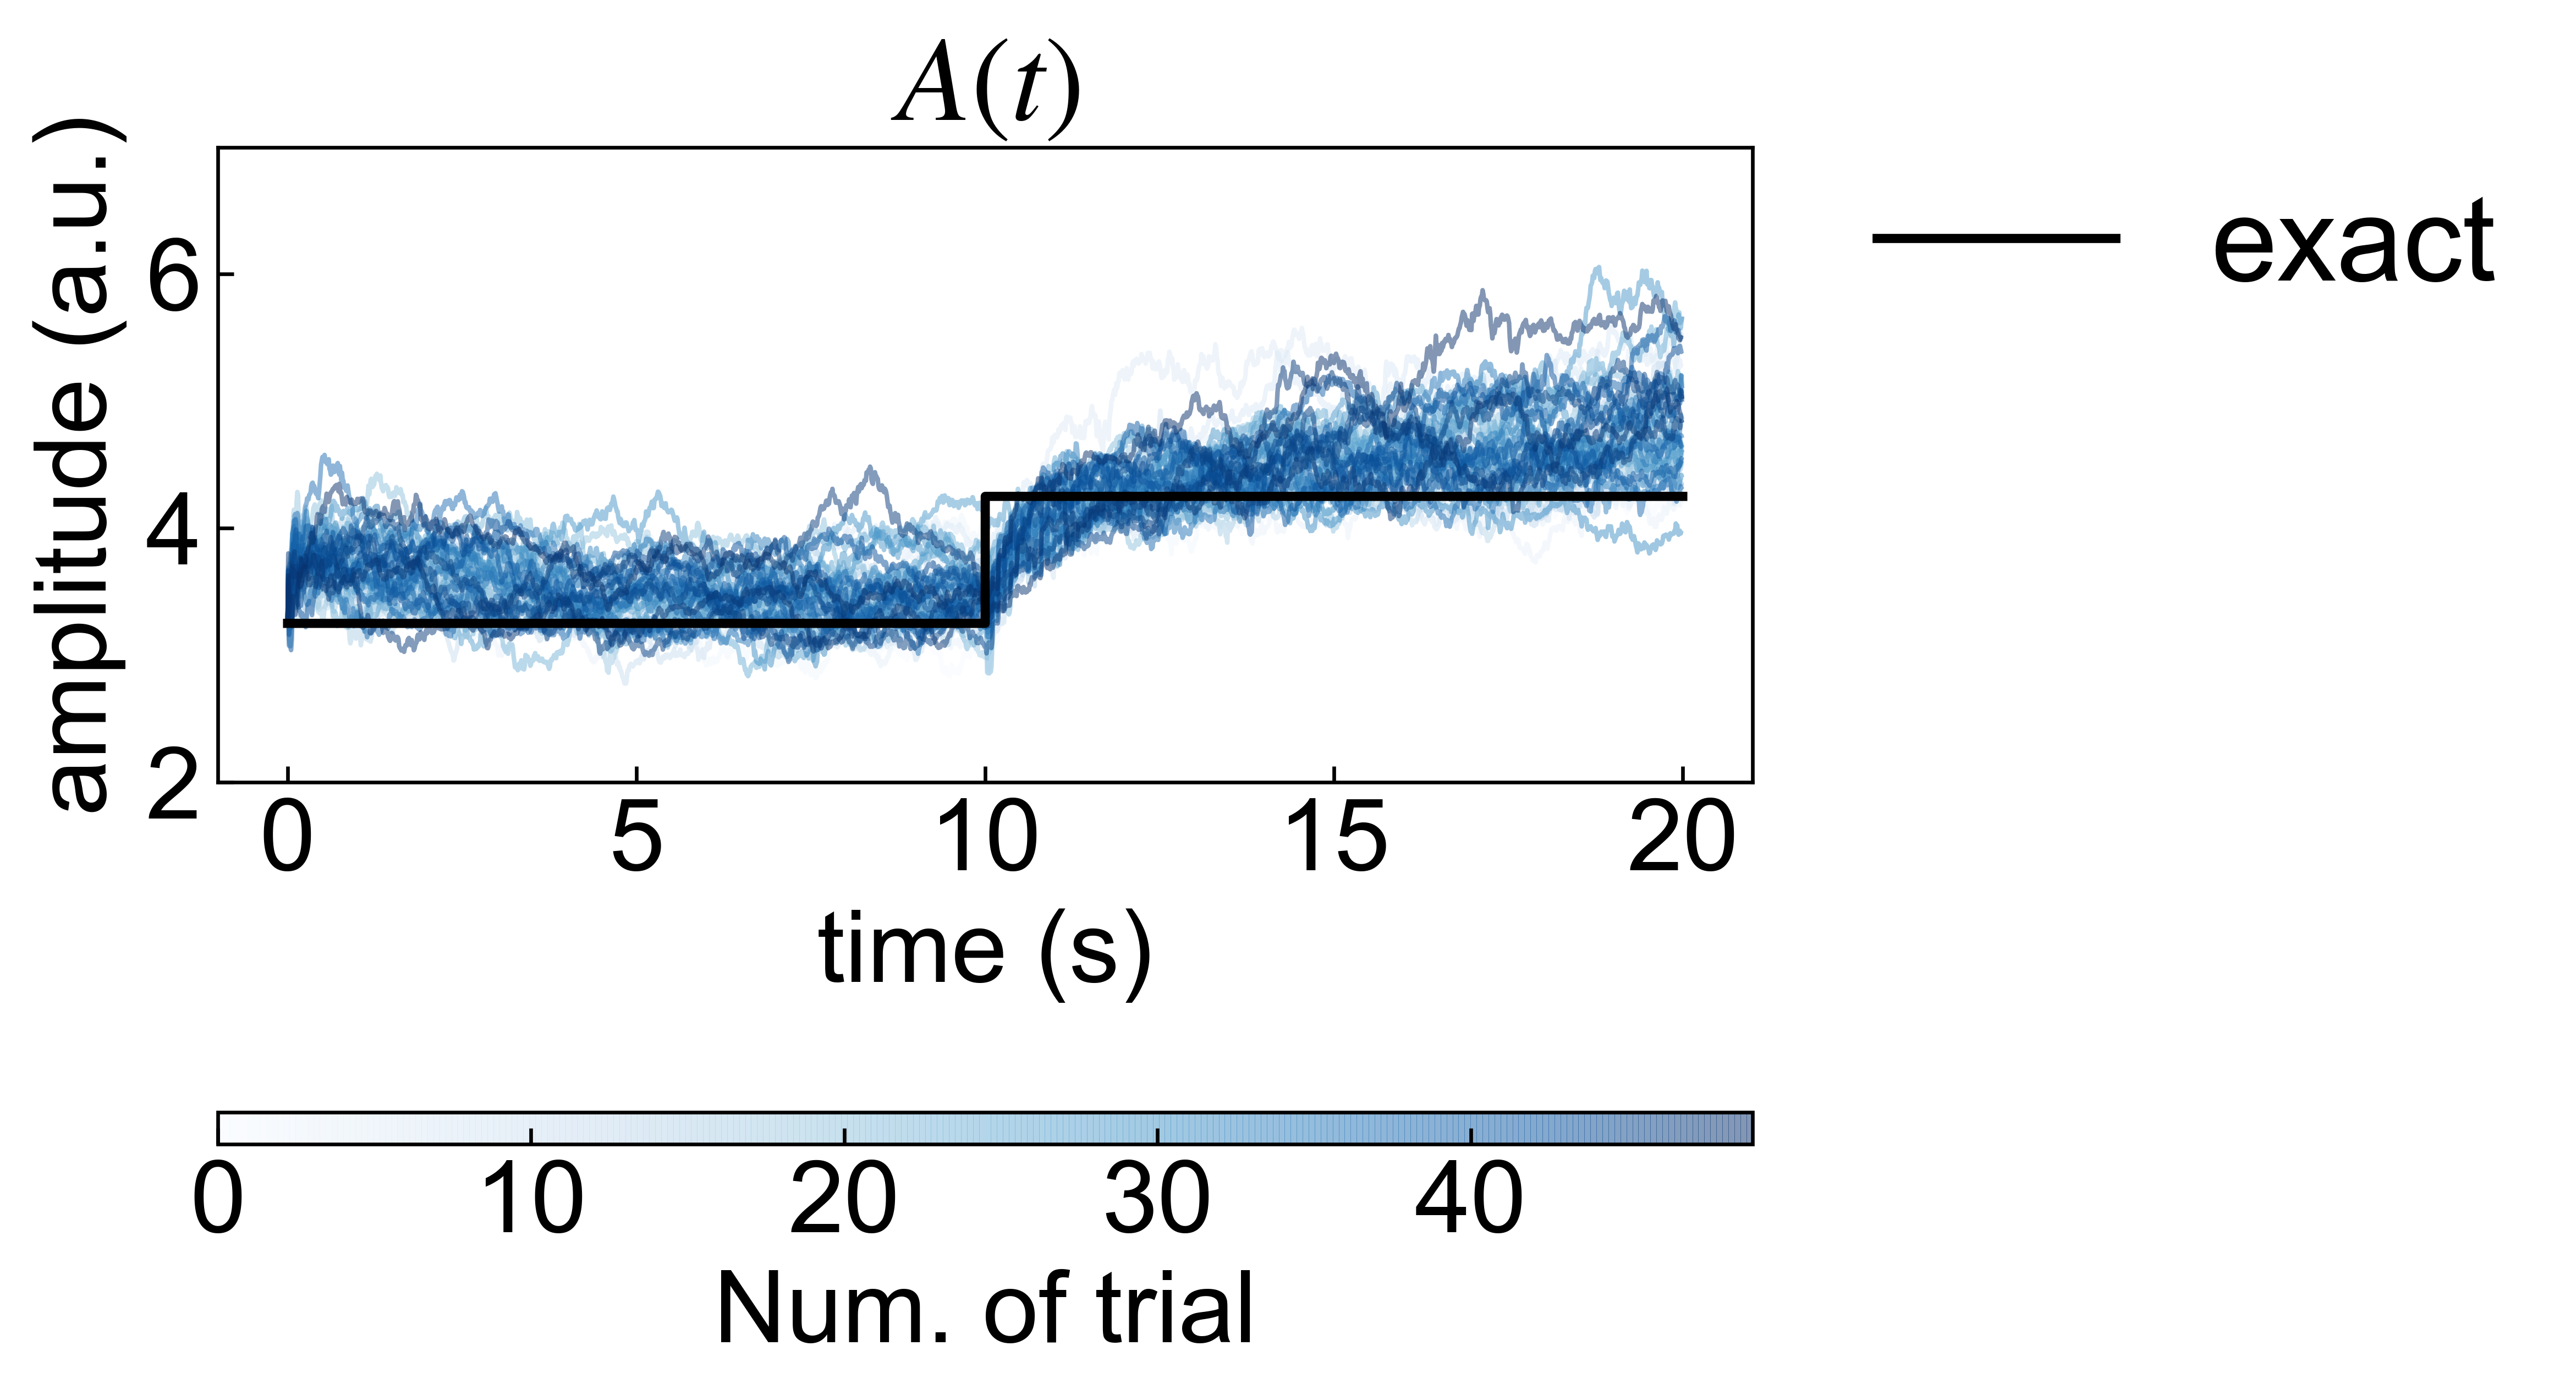 A(t)
exact
amplitude (a.u.)
6
4
2
0 5 10 15 20
time (s)
0 10 20 30 40
Num. of trial